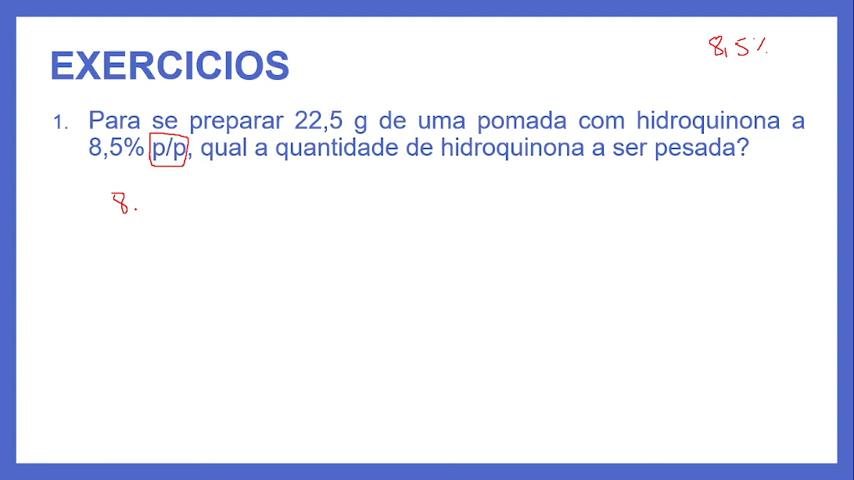 8,5%
EXERCICIOS
1. Para se preparar 22,5 g de uma pomada com hidroquinona a
8,5% p/p, qual a quantidade de hidroquinona a ser pesada?
8.